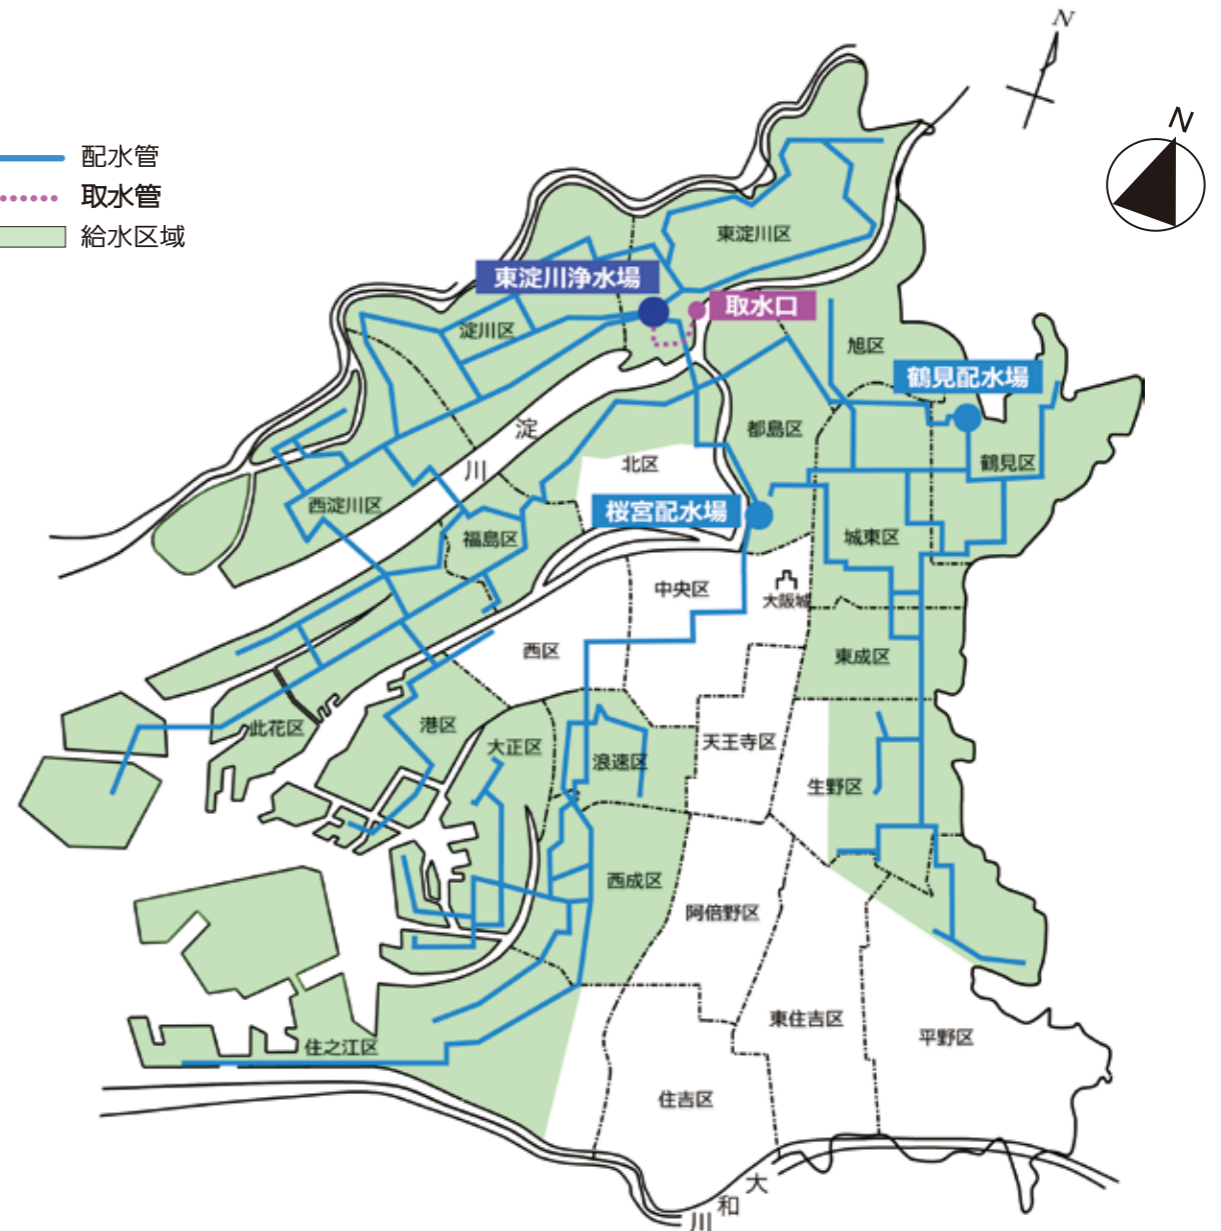 N
N
配水管
取水管
給水区域
東淀川区
東淀川浄水場
取水口
淀川区
旭区
鶴見配水場
淀
川
都島区
北区
鶴見区
西淀川区
桜宮配水場
福島区
城東区
中央区
大阪城
西区
東成区
此花区
港区
大正区
浪速区
天王寺区
生野区
西成区
阿倍野区
住之江区
東住吉区
平野区
住吉区
大
和
川